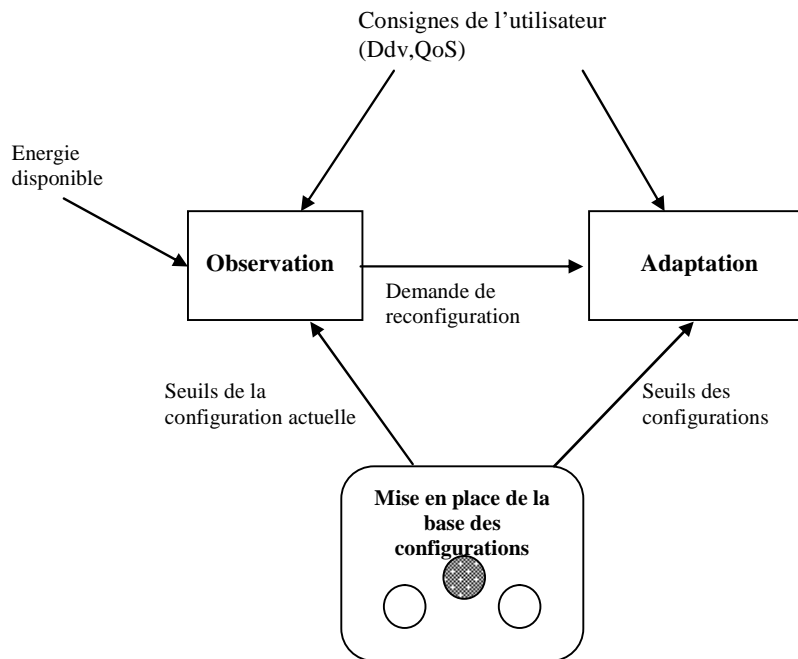 Consignes de l'utilisateur
(Ddv,QoS)
Energie
disponible
Observation
Adaptation
Demande de
reconfiguration
Seuils de la
configuration actuelle
Seuils des
configurations
Mise en place de la
base des
configurations